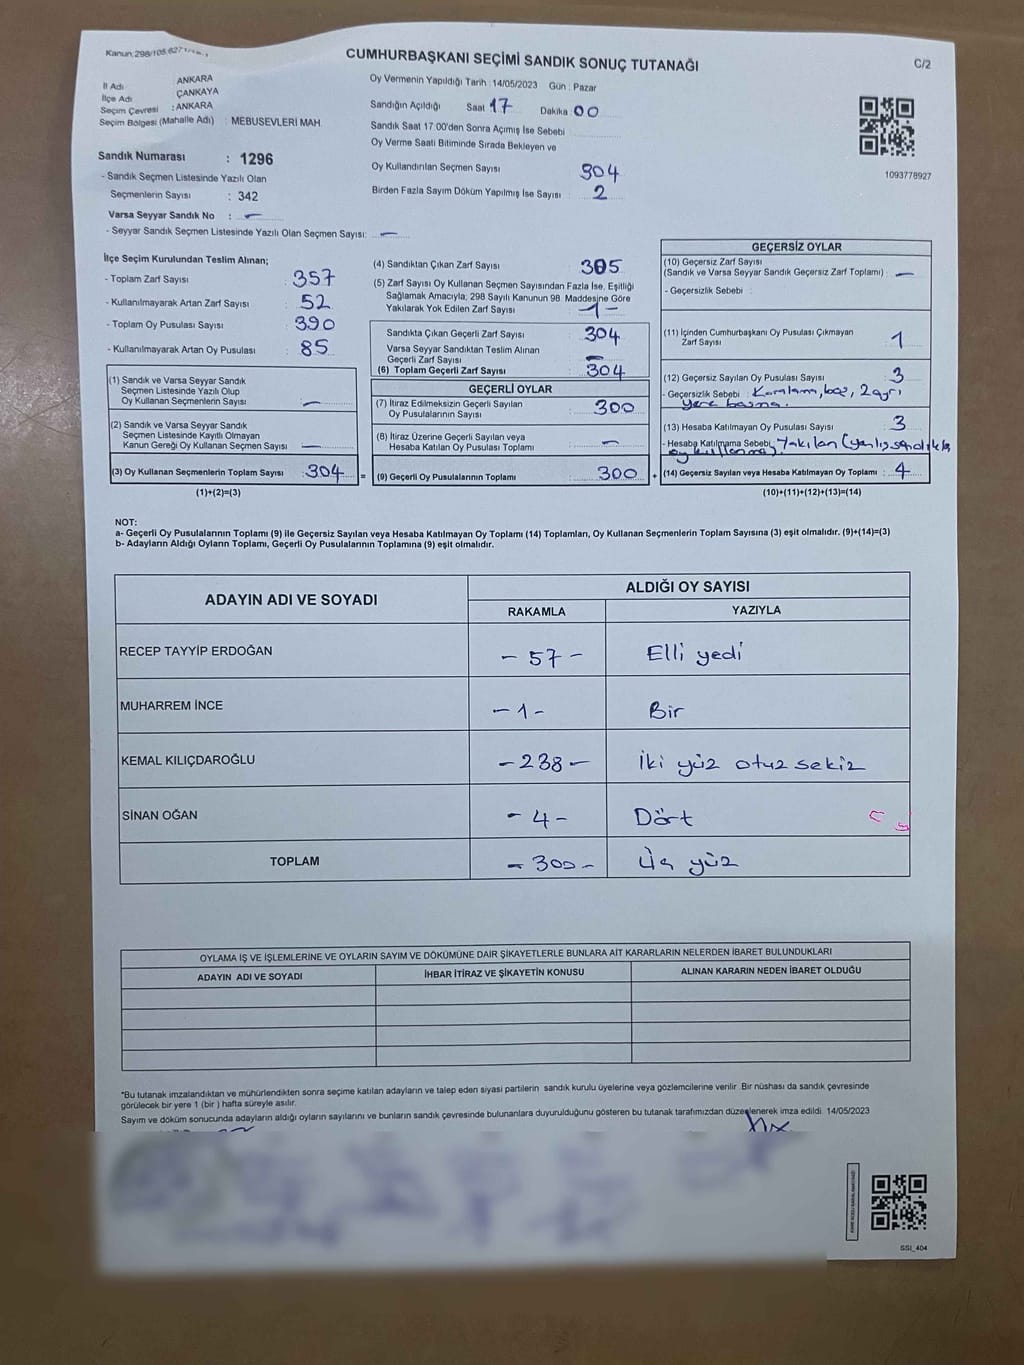 Kanun 298/105,6271/
CUMHURBAŞKANI SEÇİMİ SANDIK SONUÇ TUTANAĞI
C/2
İl Adı ANKARA
İlçe Adı ÇANKAYA
Seçim Çevresi : ANKARA
Seçim Bölgesi (Mahalle Adı) : MEBUSEVLERİ MAH.
Oy Vermenin Yapıldığı Tarih : 14/05/2023 Gün : Pazar
Sandığın Açıldığı Saat 17 Dakika : 00
Sandık Saat 17 00'den Sonra Açımış İse Sebebi
Oy Verme Saati Bitiminde Sırada Bekleyen ve
Oy Kullandırılan Seçmen Sayısı : 304
Birden Fazla Sayım Döküm Yapılmış İse Sayısı : 2
1093778927
Sandık Numarası : 1296
- Sandık Seçmen Listesinde Yazılı Olan
Seçmenlerin Sayısı : 342
Varsa Seyyar Sandık No : —
- Seyyar Sandık Seçmen Listesinde Yazılı Olan Seçmen Sayısı: —
İlçe Seçim Kurulundan Teslim Alınan;
- Toplam Zarf Sayısı : 357
- Kullanılmayarak Artan Zarf Sayısı : 52
- Toplam Oy Pusulası Sayısı : 390
- Kullanılmayarak Artan Oy Pusulası : 85
(1) Sandık ve Varsa Seyyar Sandık
Seçmen Listesinde Yazılı Olup
Oy Kullanan Seçmenlerin Sayısı : —
(2) Sandık ve Varsa Seyyar Sandık
Seçmen Listesinde Kayıtlı Olmayan
Kanun Gereği Oy Kullanan Seçmen Sayısı : —
(3) Oy Kullanan Seçmenlerin Toplam Sayısı : 304 =
(1)+(2)=(3)
(4) Sandıktan Çıkan Zarf Sayısı : 305
(5) Zarf Sayısı Oy Kullanan Seçmen Sayısından Fazla İse, Eşitliği
Sağlamak Amacıyla, 298 Sayılı Kanunun 98. Maddesine Göre
Yakılarak Yok Edilen Zarf Sayısı : -1-
Sandıkta Çıkan Geçerli Zarf Sayısı : 304
Varsa Seyyar Sandıktan Teslim Alınan
Geçerli Zarf Sayısı : —
(6) Toplam Geçerli Zarf Sayısı : 304
GEÇERLİ OYLAR
(7) İtiraz Edilmeksizin Geçerli Sayılan
Oy Pusulalarının Sayısı : 300
(8) İtiraz Üzerine Geçerli Sayılan veya
Hesaba Katılan Oy Pusulası Toplamı : —
(9) Geçerli Oy Pusulalarının Toplamı : 300 +
GEÇERSİZ OYLAR
(10) Geçersiz Zarf Sayısı
(Sandık ve Varsa Seyyar Sandık Geçersiz Zarf Toplamı) : —
- Geçersizlik Sebebi :
(11) İçinden Cumhurbaşkanı Oy Pusulası Çıkmayan
Zarf Sayısı : 1
(12) Geçersiz Sayılan Oy Pusulası Sayısı : 3
- Geçersizlik Sebebi : Karalama, boş, 2 ayrı
yere basma.
(13) Hesaba Katılmayan Oy Pusulası Sayısı : 3
- Hesaba Katılmama Sebebi: Yakılan (yanlış sandıkta
oy kullanma)
(14) Geçersiz Sayılan veya Hesaba Katılmayan Oy Toplamı : 4
(10)+(11)+(12)+(13)=(14)
NOT:
a- Geçerli Oy Pusulalarının Toplamı (9) ile Geçersiz Sayılan veya Hesaba Katılmayan Oy Toplamı (14) Toplamları, Oy Kullanan Seçmenlerin Toplam Sayısına (3) eşit olmalıdır. (9)+(14)=(3)
b- Adayların Aldığı Oyların Toplamı, Geçerli Oy Pusulalarının Toplamına (9) eşit olmalıdır.
ADAYIN ADI VE SOYADI ALDIĞI OY SAYISI
RAKAMLA YAZIYLA
RECEP TAYYİP ERDOĞAN - 57 - Elli yedi
MUHARREM İNCE - 1 - Bir
KEMAL KILIÇDAROĞLU - 238 - İki yüz otuz sekiz
SİNAN OĞAN - 4 - Dört
TOPLAM - 300 - Üç yüz
OYLAMA İŞ VE İŞLEMLERİNE VE OYLARIN SAYIM VE DÖKÜMÜNE DAİR ŞİKAYETLERLE BUNLARA AİT KARARLARIN NELERDEN İBARET BULUNDUKLARI
ADAYIN ADI VE SOYADI İHBAR İTİRAZ VE ŞİKAYETİN KONUSU ALINAN KARARIN NEDEN İBARET OLDUĞU
*Bu tutanak imzalandıktan ve mühürlendikten sonra seçime katılan adayların ve talep eden siyasi partilerin sandık kurulu üyelerine veya gözlemcilerine verilir. Bir nüshası da sandık çevresinde
görülecek bir yere 1 (bir ) hafta süreyle asılır.
Sayım ve döküm sonucunda adayların aldığı oyların sayılarını ve bunların sandık çevresinde bulunanlara duyurulduğunu gösteren bu tutanak tarafımızdan düzenlenerek imza edildi. 14/05/2023
SSI_404